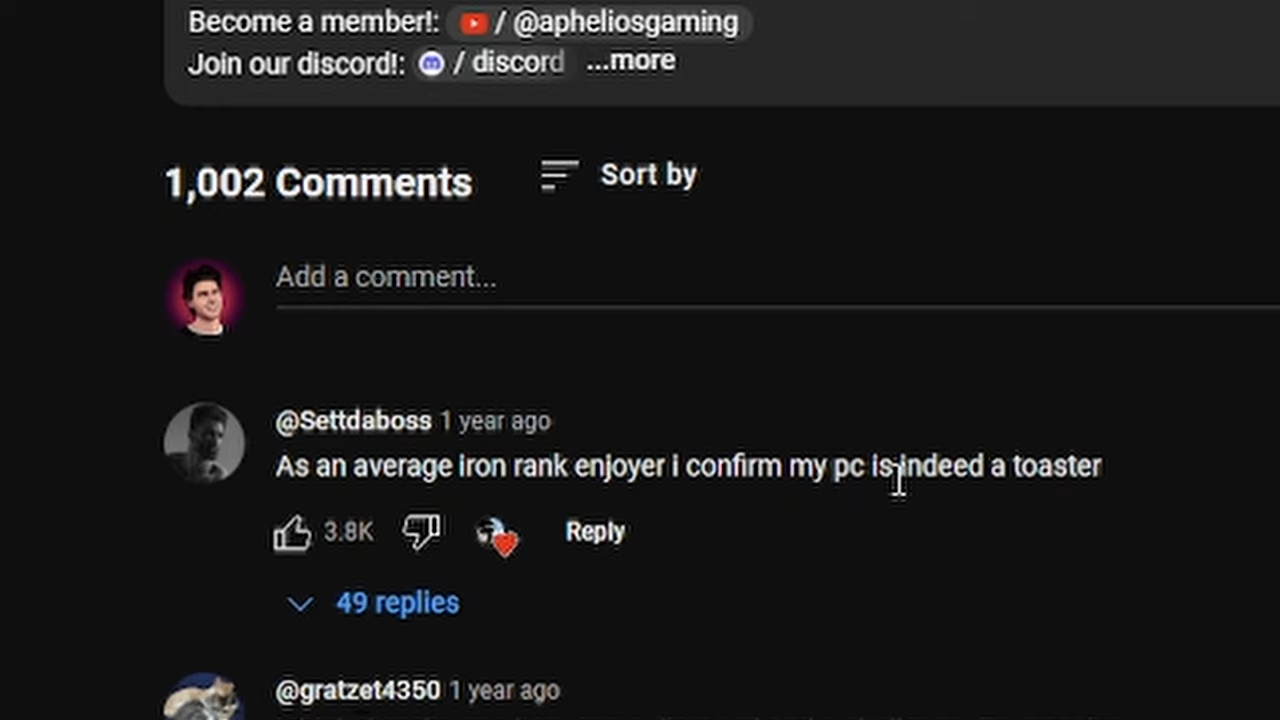 Become a member!: / @apheliosgaming
Join our discord!: / discord ...more
1,002 Comments Sort by
Add a comment...
@Settdaboss 1 year ago
As an average iron rank enjoyer i confirm my pc is indeed a toaster
3.8K Reply
49 replies
@gratzet4350 1 year ago